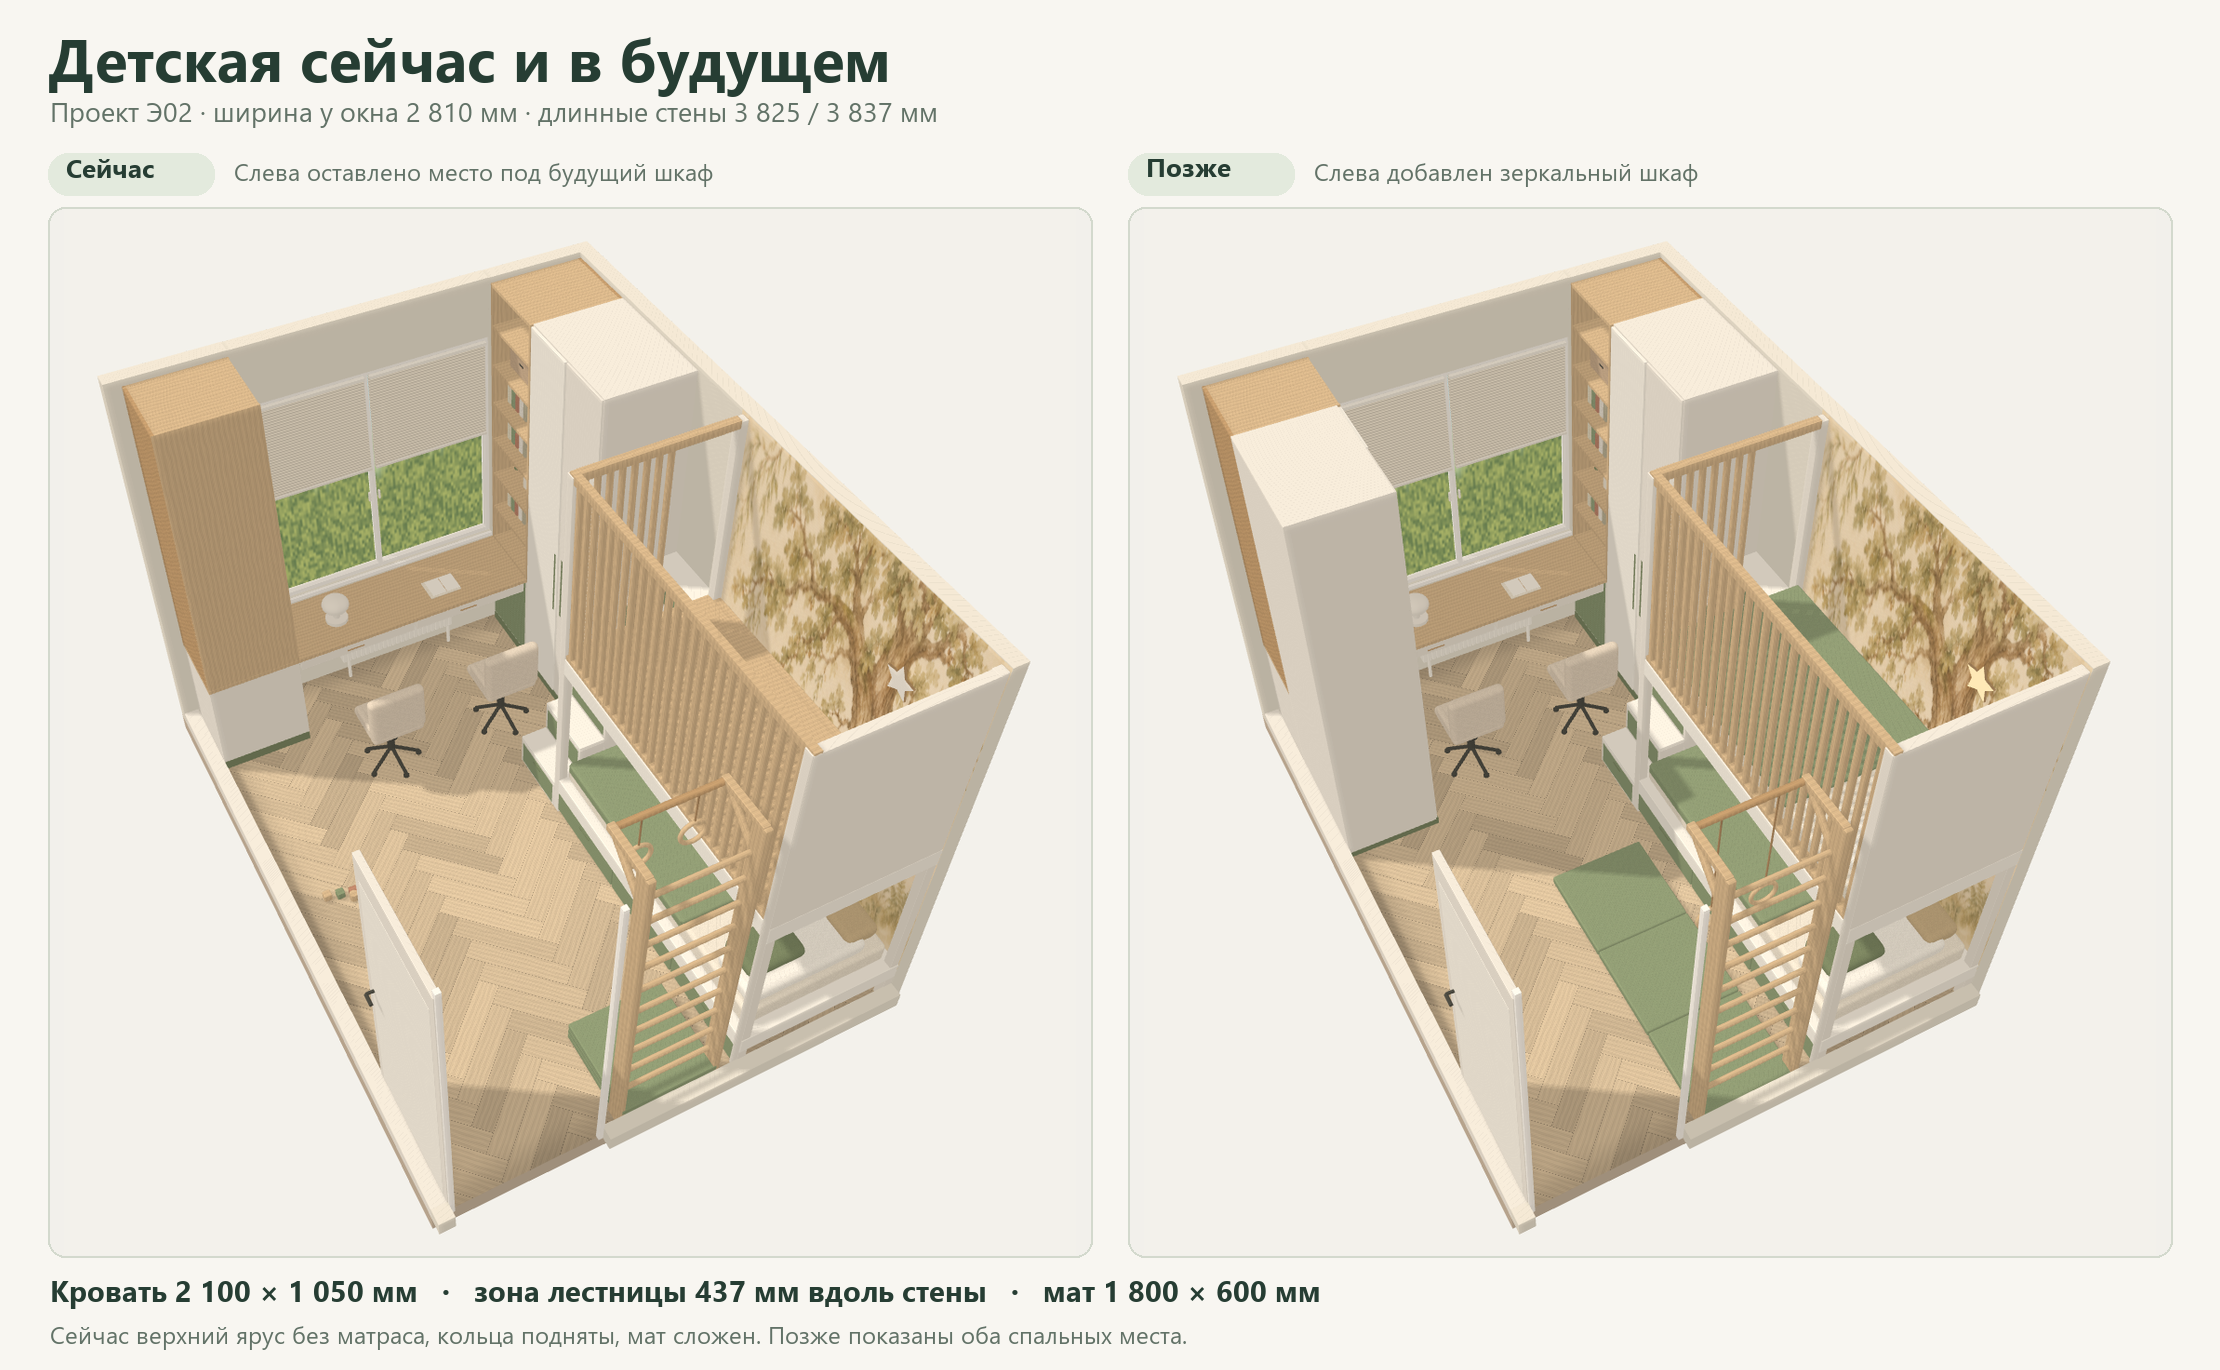 Детская сейчас и в будущем
Проект Э02 · ширина у окна 2 810 мм · длинные стены 3 825 / 3 837 мм
Сейчас
Слева оставлено место под будущий шкаф
Позже
Слева добавлен зеркальный шкаф
Кровать 2 100 × 1 050 мм · зона лестницы 437 мм вдоль стены · мат 1 800 × 600 мм
Сейчас верхний ярус без матраса, кольца подняты, мат сложен. Позже показаны оба спальных места.